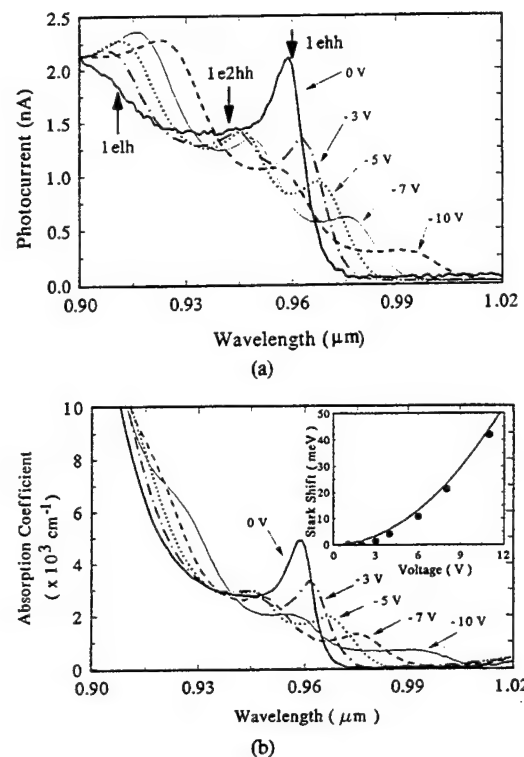 2.5
2.0
1.5
1.0
0.5
0.0
Photocurrent (nA)
1 ehh
1e2hh
1elh
0 V
-3 V
-5 V
-7 V
-10 V
0.90
0.93
0.96
0.99
1.02
Wavelength (μm)
(a)
10
8
6
4
2
0
Absorption Coefficient
( x 10³ cm⁻¹)
0 V
-3 V
-5 V
-7 V
-10 V
50
40
30
20
10
0
Stark Shift ( meV )
0
3
6
9
12
Voltage ( V )
0.90
0.93
0.96
0.99
1.02
Wavelength ( μm )
(b)